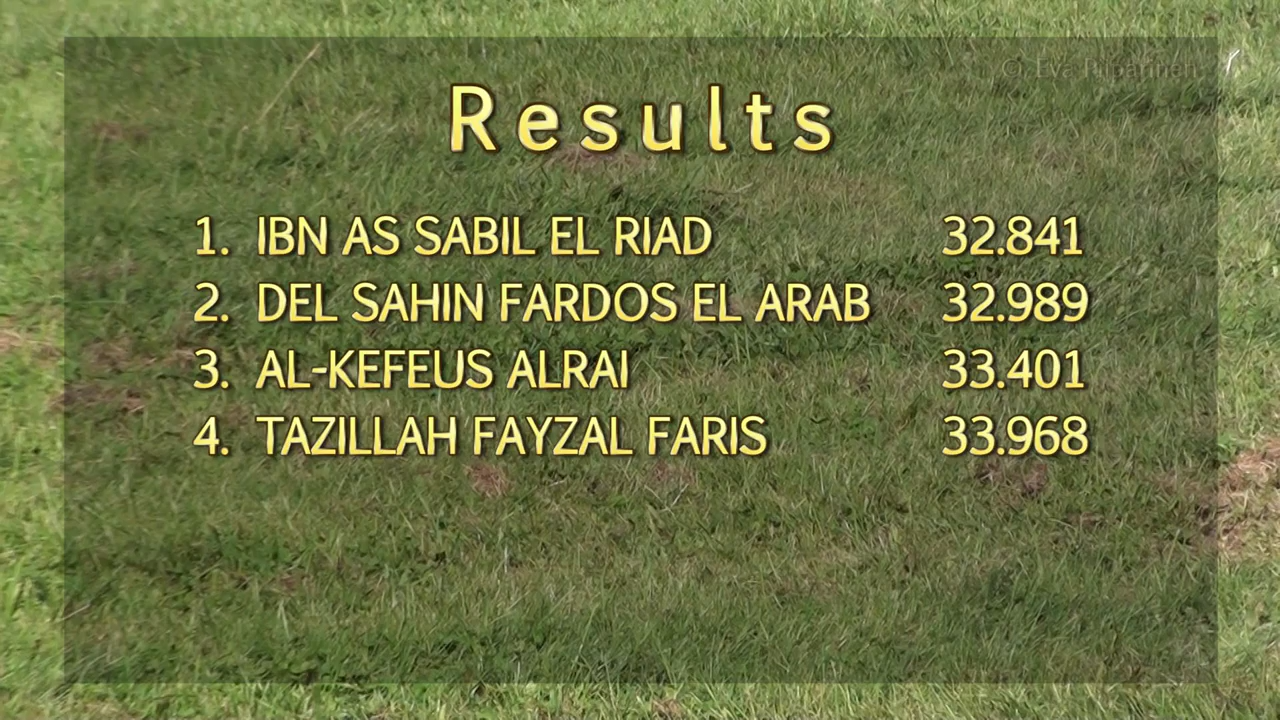 © Eva
Results
1. IBN AS SABIL EL RIAD 32.841
2. DEL SAHIN FARDOS EL ARAB 32.989
3. AL-KEFEUS ALRAI 33.401
4. TAZILLAH FAYZAL FARIS 33.968